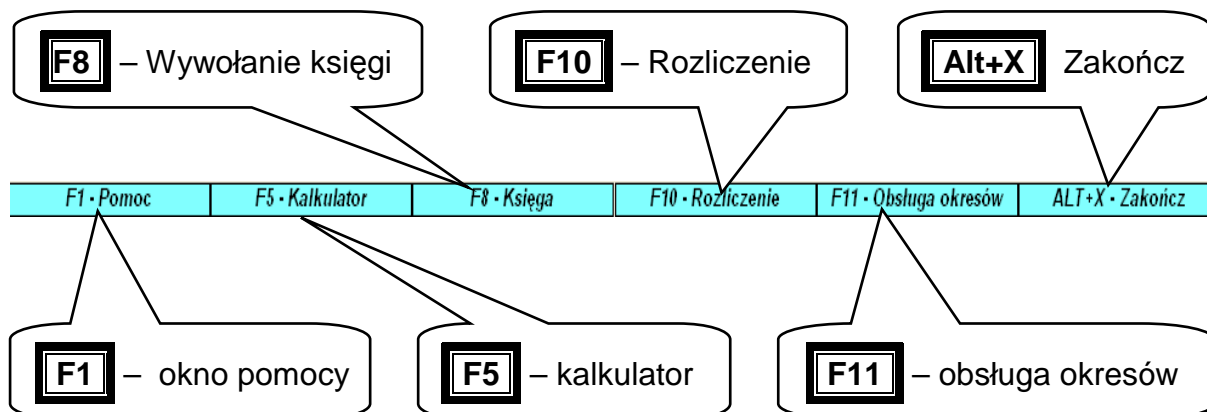 F8 – Wywołanie księgi
F10 – Rozliczenie
Alt+X Zakończ
F1 - Pomoc
F5 - Kalkulator
F8 - Księga
F10 - Rozliczenie
F11 - Obsługa okresów
ALT+X - Zakończ
F1 – okno pomocy
F5 – kalkulator
F11 – obsługa okresów